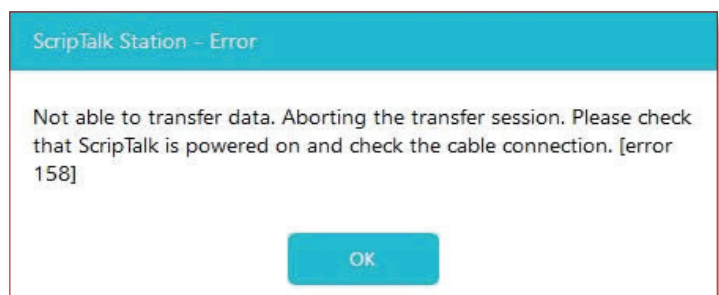 ScripTalk Station – Error
Not able to transfer data. Aborting the transfer session. Please check
that ScripTalk is powered on and check the cable connection. [error
158]
OK